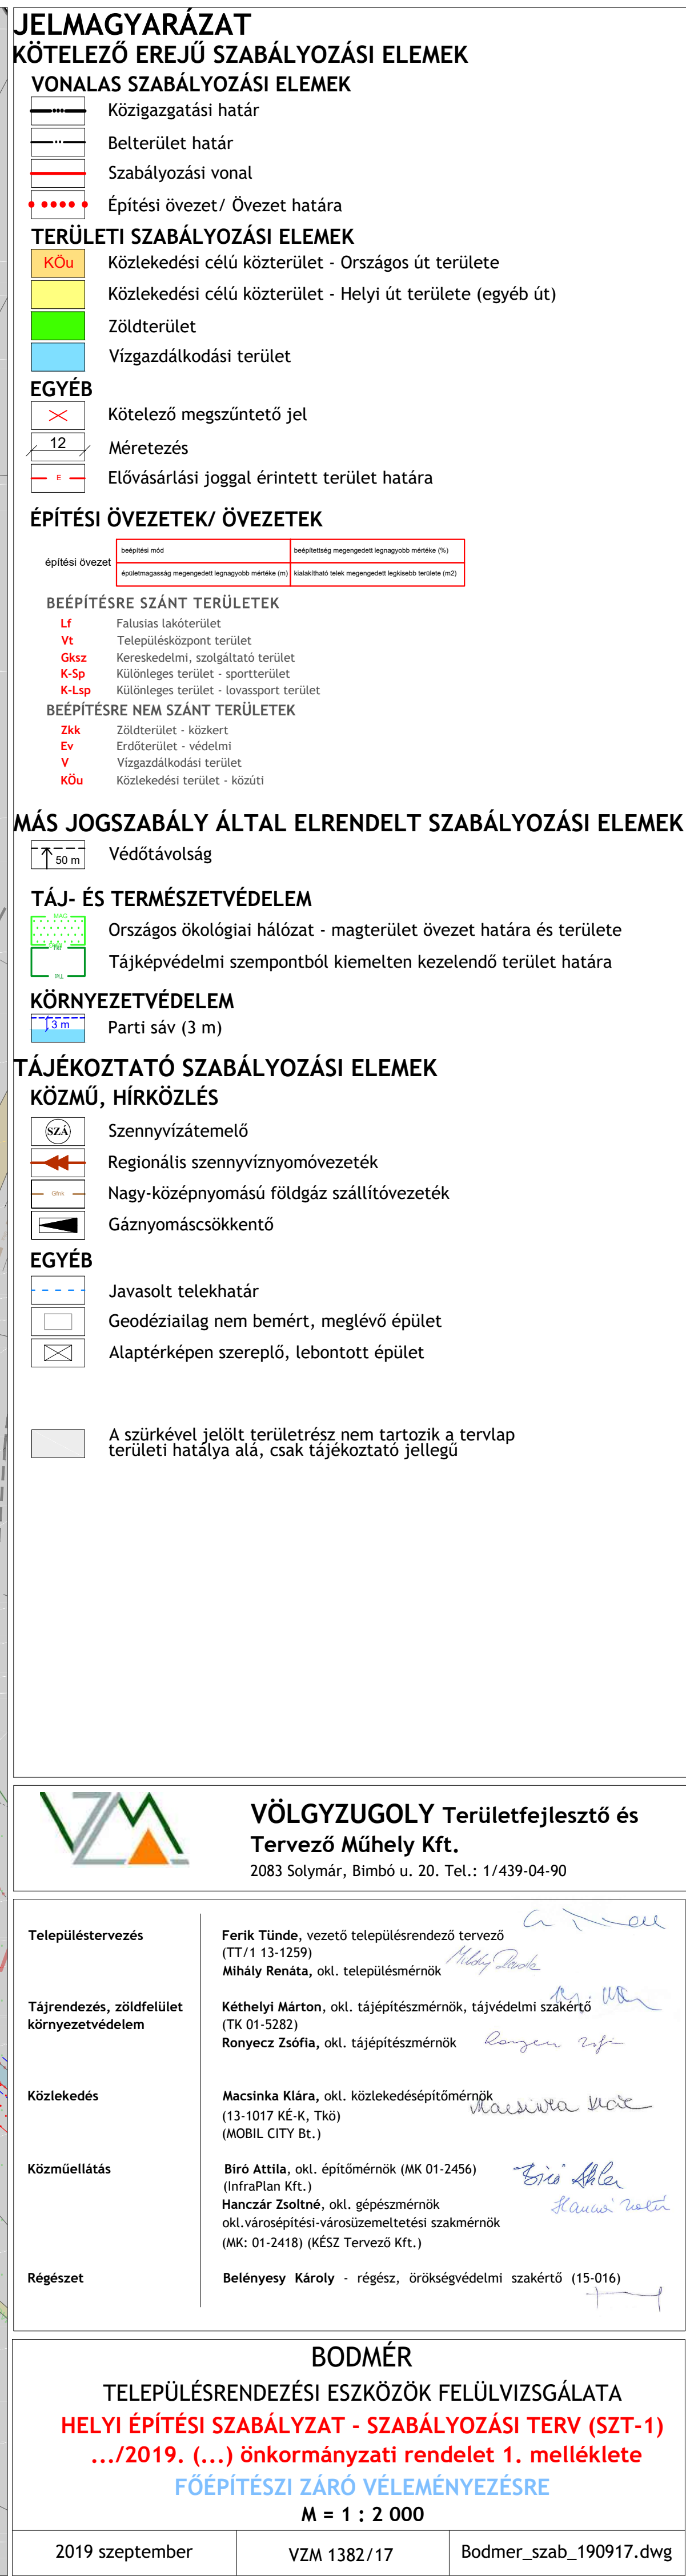 JELMAGYARÁZAT
KÖTELEZŐ EREJŰ SZABÁLYOZÁSI ELEMEK
VONALAS SZABÁLYOZÁSI ELEMEK
Közigazgatási határ
Belterület határ
Szabályozási vonal
Építési övezet/ Övezet határa
TERÜLETI SZABÁLYOZÁSI ELEMEK
KÖu Közlekedési célú közterület - Országos út területe
Közlekedési célú közterület - Helyi út területe (egyéb út)
Zöldterület
Vízgazdálkodási terület
EGYÉB
Kötelező megszűntető jel
12 Méretezés
E Elővásárlási joggal érintett terület határa
ÉPÍTÉSI ÖVEZETEK/ ÖVEZETEK
építési övezet
beépítési mód beépítettség megengedett legnagyobb mértéke (%)
épületmagasság megengedett legnagyobb mértéke (m) kialakítható telek megengedett legkisebb területe (m2)
BEÉPÍTÉSRE SZÁNT TERÜLETEK
Lf Falusias lakóterület
Vt Településközpont terület
Gksz Kereskedelmi, szolgáltató terület
K-Sp Különleges terület - sportterület
K-Lsp Különleges terület - lovassport terület
BEÉPÍTÉSRE NEM SZÁNT TERÜLETEK
Zkk Zöldterület - közkert
Ev Erdőterület - védelmi
V Vízgazdálkodási terület
KÖu Közlekedési terület - közúti
MÁS JOGSZABÁLY ÁLTAL ELRENDELT SZABÁLYOZÁSI ELEMEK
50 m Védőtávolság
TÁJ- ÉS TERMÉSZETVÉDELEM
MAG Országos ökológiai hálózat - magterület övezet határa és területe
Tájképvédelmi szempontból kiemelten kezelendő terület határa
KÖRNYEZETVÉDELEM
3 m Parti sáv (3 m)
TÁJÉKOZTATÓ SZABÁLYOZÁSI ELEMEK
KÖZMŰ, HÍRKÖZLÉS
SZÁ Szennyvízátemelő
Regionális szennyvíznyomóvezeték
Nagy-középnyomású földgáz szállítóvezeték
Gáznyomáscsökkentő
EGYÉB
Javasolt telekhatár
Geodéziailag nem bemért, meglévő épület
Alaptérképen szereplő, lebontott épület
A szürkével jelölt területrész nem tartozik a tervlap
területi hatálya alá, csak tájékoztató jellegű
VZM
VÖLGYZUGOLY Területfejlesztő és
Tervező Műhely Kft.
2083 Solymár, Bimbó u. 20. Tel.: 1/439-04-90
Településtervezés
Ferik Tünde, vezető településrendező tervező
(TT/1 13-1259)
Mihály Renáta, okl. településmérnök
Tájrendezés, zöldfelület
környezetvédelem
Kéthelyi Márton, okl. tájépítészmérnök, tájvédelmi szakértő
(TK 01-5282)
Ronyecz Zsófia, okl. tájépítészmérnök
Közlekedés
Macsinka Klára, okl. közlekedésépítőmérnök
(13-1017 KÉ-K, Tkö)
(MOBIL CITY Bt.)
Közműellátás
Bíró Attila, okl. építőmérnök (MK 01-2456)
(InfraPlan Kft.)
Hanczár Zsoltné, okl. gépészmérnök
okl.városépítési-városüzemeltetési szakmérnök
(MK: 01-2418) (KÉSZ Tervező Kft.)
Régészet
Belényesy Károly - régész, örökségvédelmi szakértő (15-016)
BODMÉR
TELEPÜLÉSRENDEZÉSI ESZKÖZÖK FELÜLVIZSGÁLATA
HELYI ÉPÍTÉSI SZABÁLYZAT - SZABÁLYOZÁSI TERV (SZT-1)
.../2019. (...) önkormányzati rendelet 1. melléklete
FŐÉPÍTÉSZI ZÁRÓ VÉLEMÉNYEZÉSRE
M = 1 : 2 000
2019 szeptember VZM 1382/17 Bodmer_szab_190917.dwg